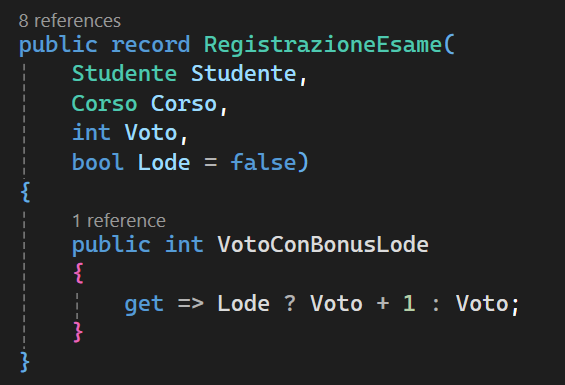 8 references
public record RegistrazioneEsame(
Studente Studente,
Corso Corso,
int Voto,
bool Lode = false)
{
1 reference
public int VotoConBonusLode
{
get => Lode ? Voto + 1 : Voto;
}
}